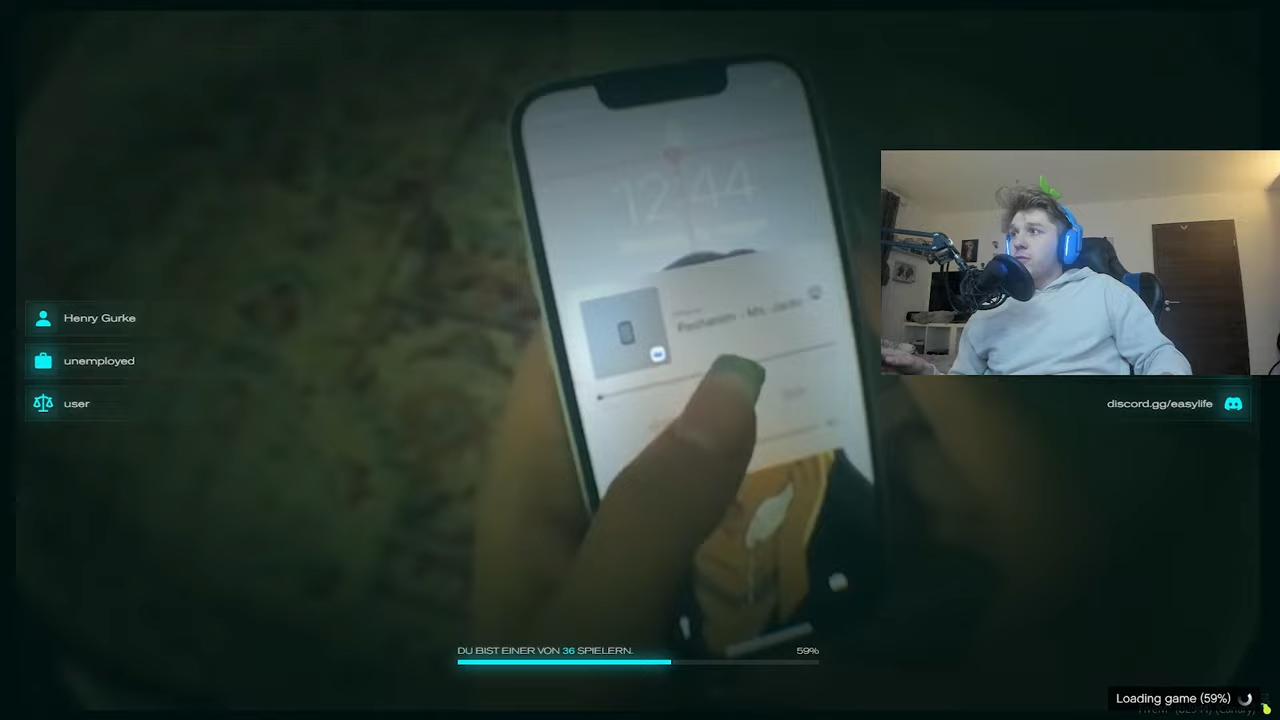 12:44
Henry Gurke
unemployed
user
discord.gg/easylife
DU BIST EINER VON 36 SPIELERN.
59%
Loading game (59%)